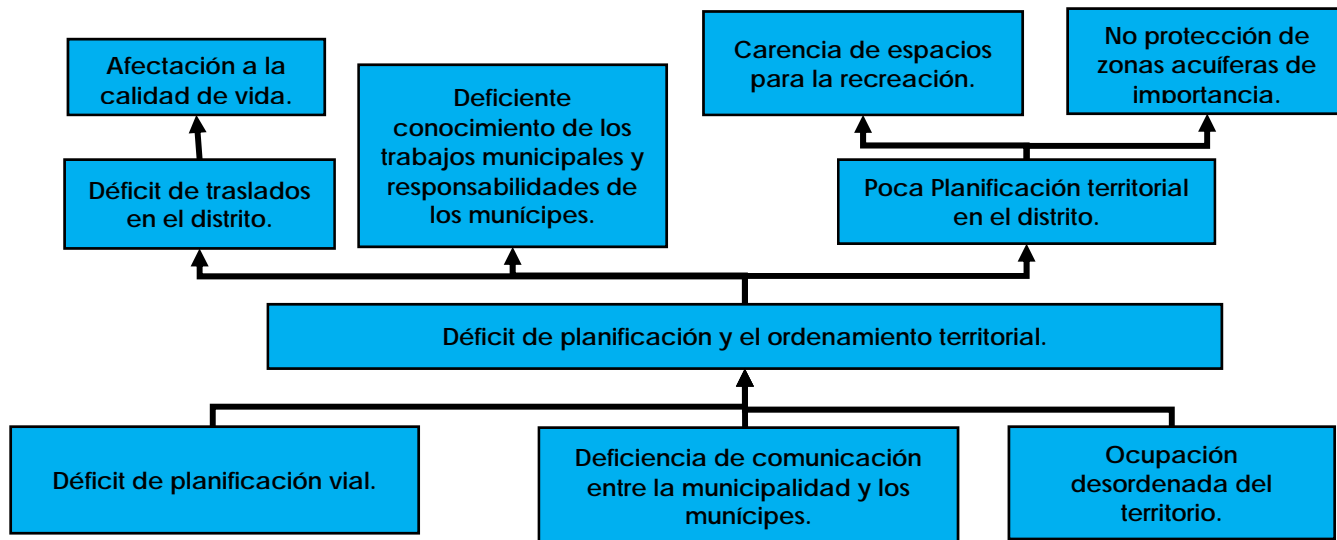 Afectación a la
calidad de vida.
Deficiente
conocimiento de los
trabajos municipales y
responsabilidades de
los munícipes.
Carencia de espacios
para la recreación.
No protección de
zonas acuíferas de
importancia.
Déficit de traslados
en el distrito.
Poca Planificación territorial
en el distrito.
Déficit de planificación y el ordenamiento territorial.
Déficit de planificación vial.
Deficiencia de comunicación
entre la municipalidad y los
munícipes.
Ocupación
desordenada del
territorio.